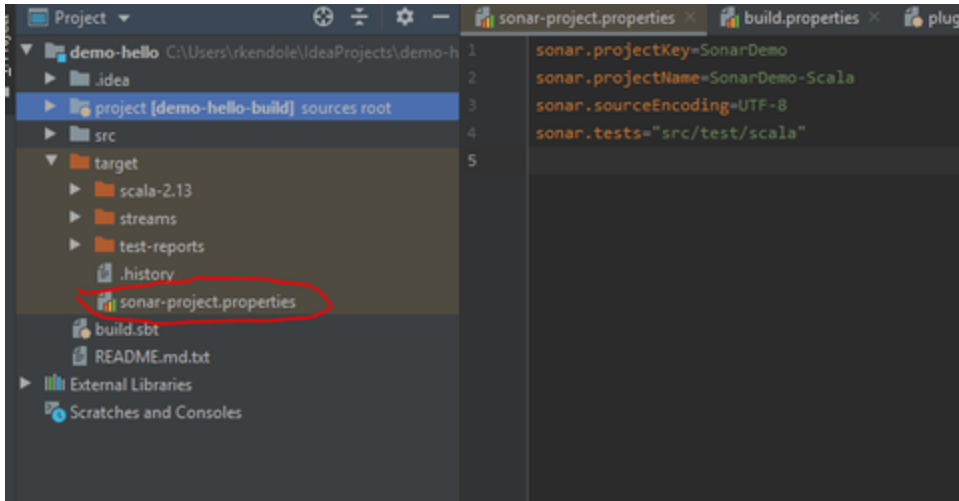 Project
demo-hello C:\Users\rkendole\IdeaProjects\demo-h
.idea
project [demo-hello-build] sources root
src
target
scala-2.13
streams
test-reports
.history
sonar-project.properties
build.sbt
README.md.txt
External Libraries
Scratches and Consoles
sonar-project.properties build.properties plug
1 sonar.projectKey=SonarDemo
2 sonar.projectName=SonarDemo-Scala
3 sonar.sourceEncoding=UTF-8
4 sonar.tests="src/test/scala"
5